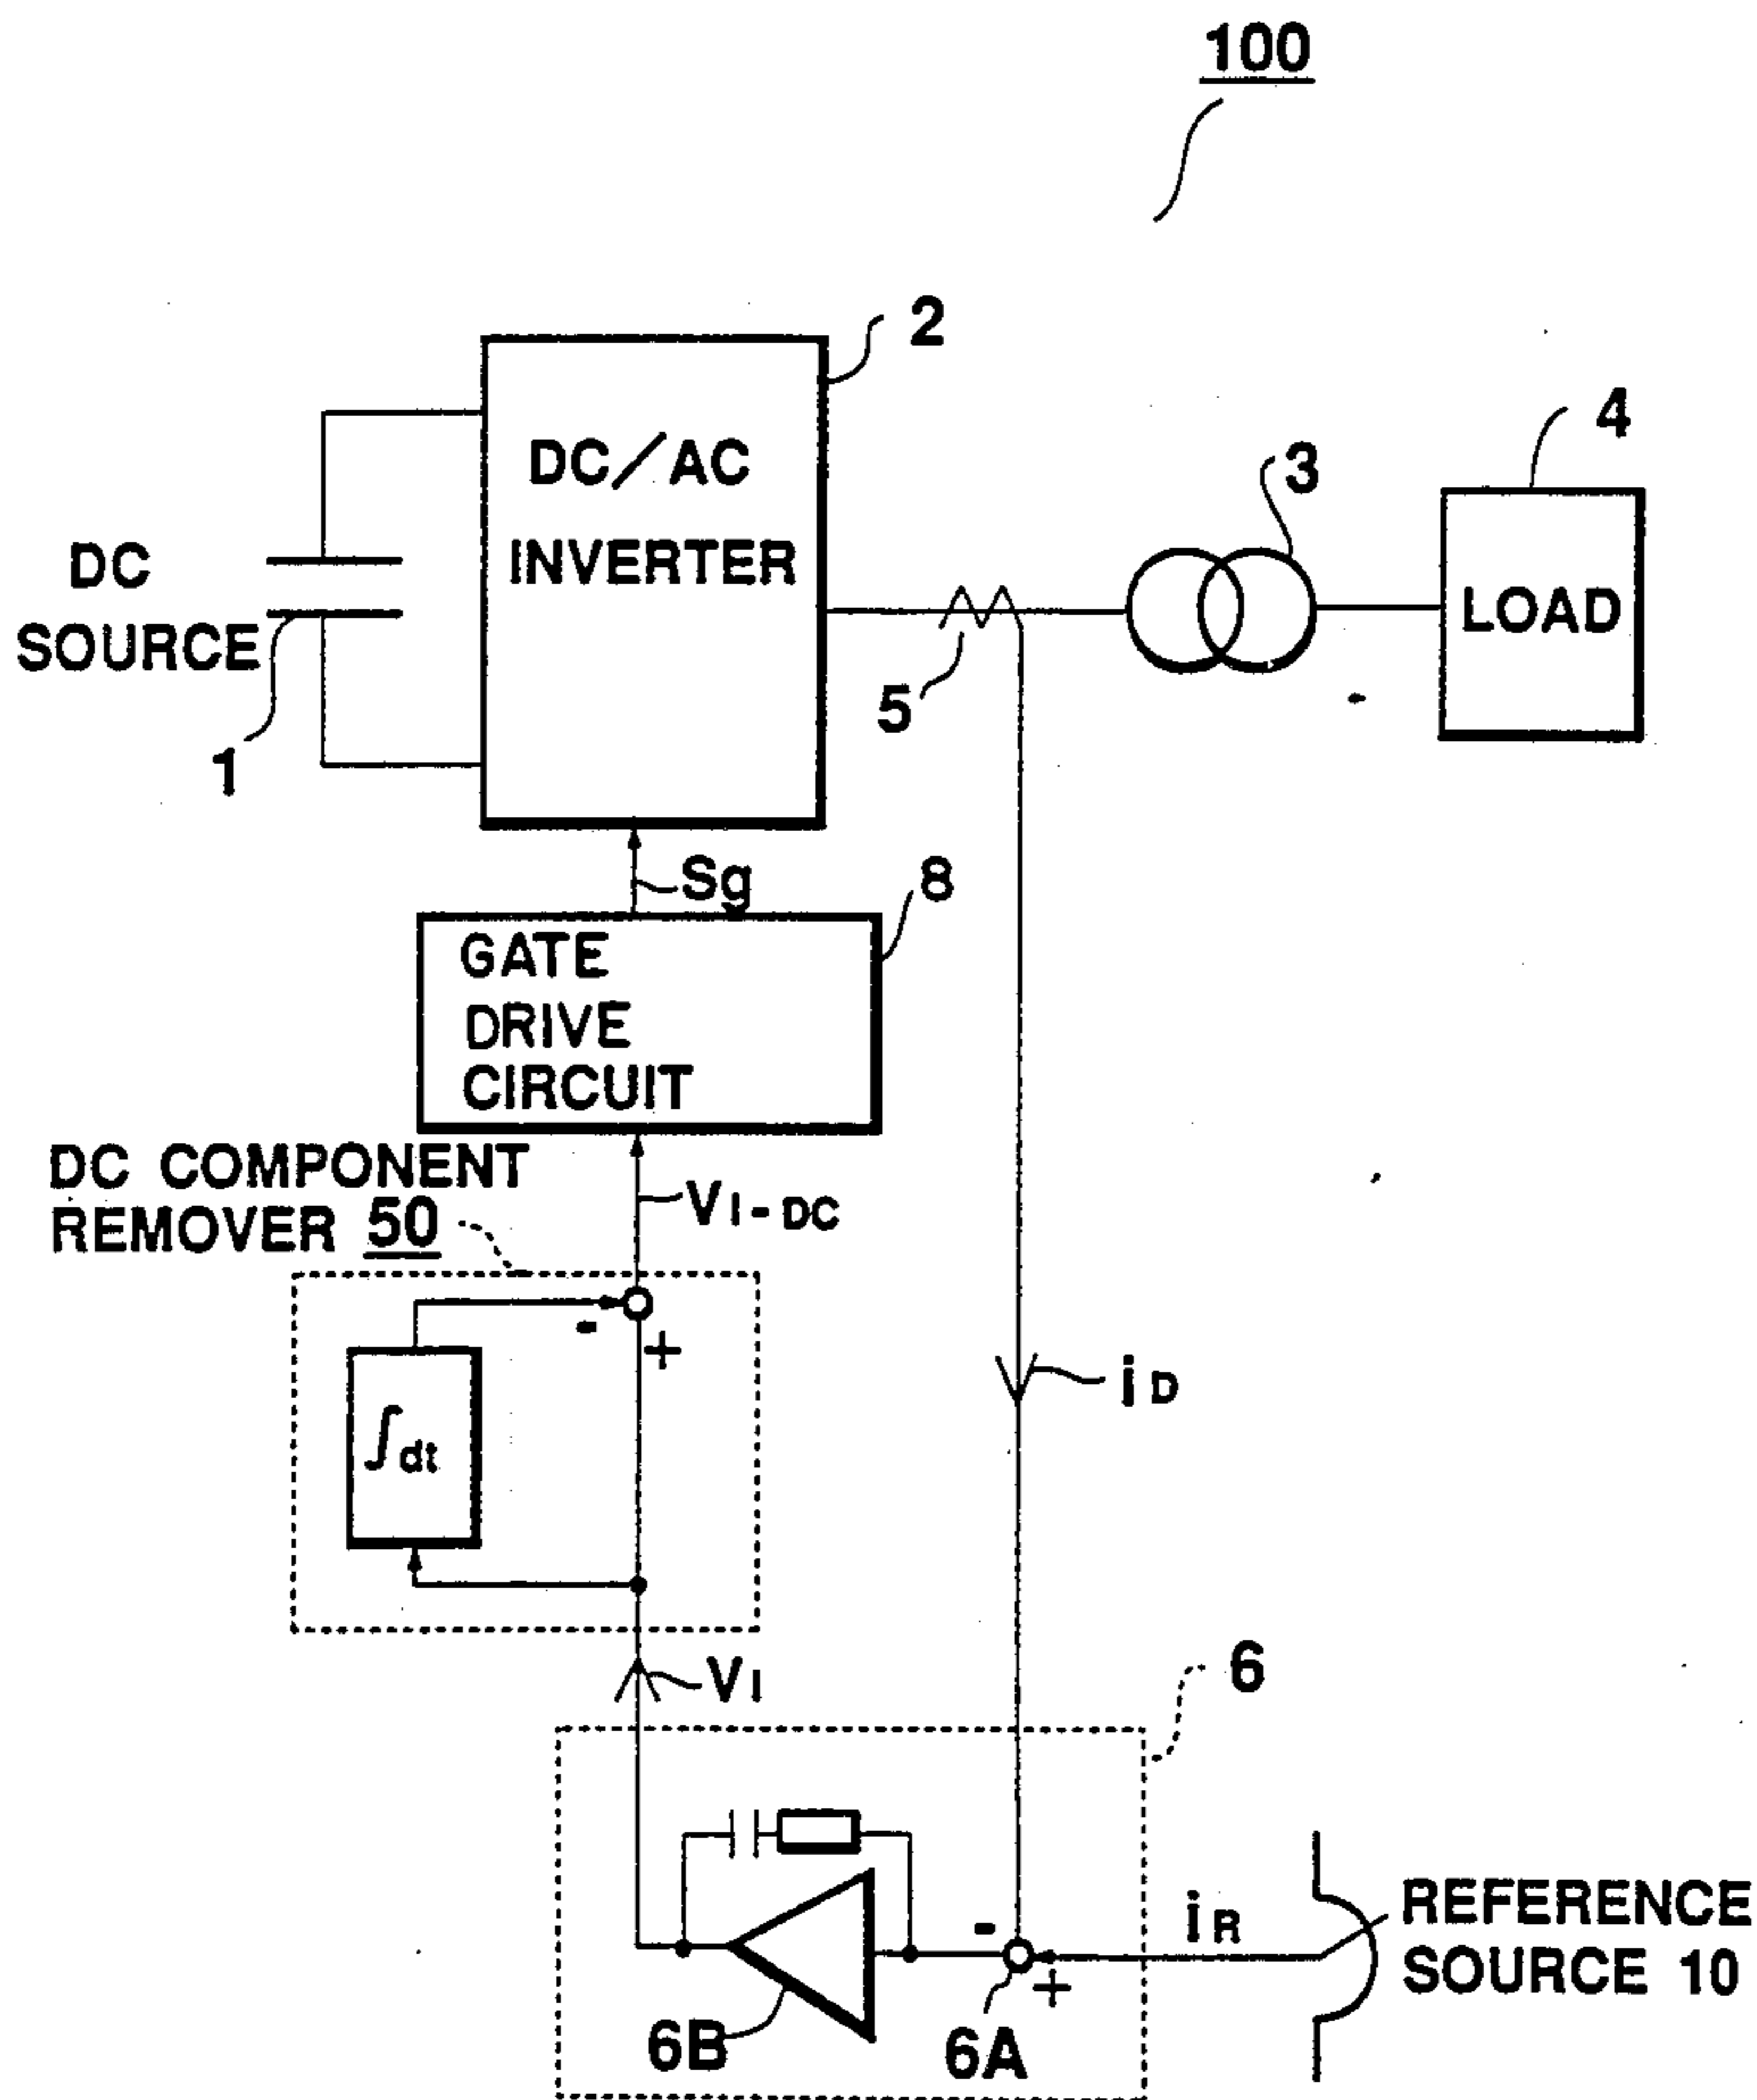 100
2
4
DC/AC
INVERTER
3
DC
SOURCE
LOAD
5
1
Sg
8
GATE
DRIVE
CIRCUIT
DC COMPONENT
REMOVER 50
VI-DC
-
+
iD
∫dt
VI
6
-
iR
+
REFERENCE
SOURCE 10
6B
6A